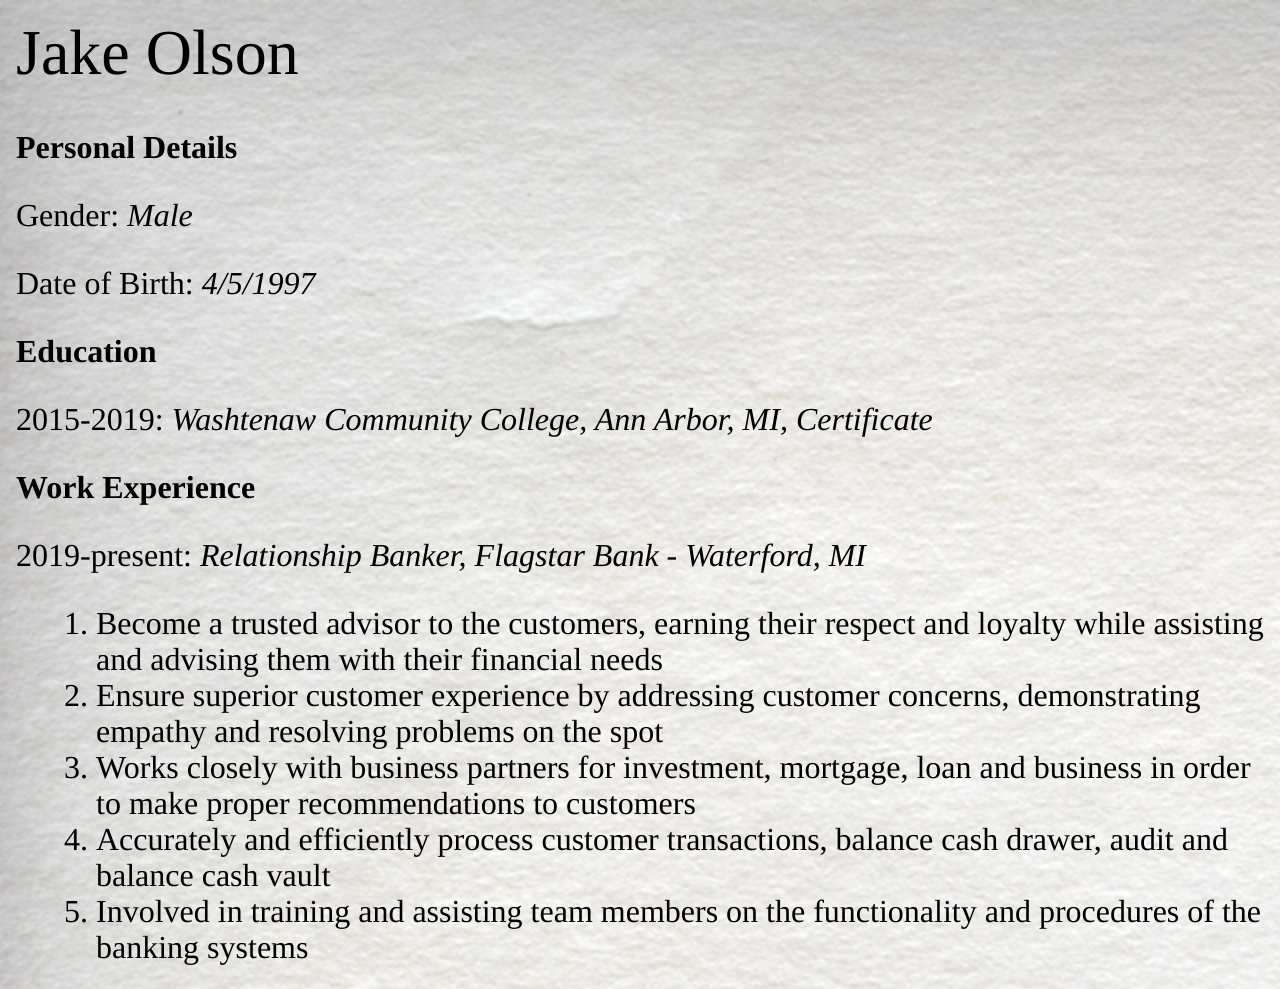 Jake Olson
Personal Details
Gender: Male
Date of Birth: 4/5/1997
Education
2015-2019: Washtenaw Community College, Ann Arbor, MI, Certificate
Work Experience
2019-present: Relationship Banker, Flagstar Bank - Waterford, MI
1. Become a trusted advisor to the customers, earning their respect and loyalty while assisting
and advising them with their financial needs
2. Ensure superior customer experience by addressing customer concerns, demonstrating
empathy and resolving problems on the spot
3. Works closely with business partners for investment, mortgage, loan and business in order
to make proper recommendations to customers
4. Accurately and efficiently process customer transactions, balance cash drawer, audit and
balance cash vault
5. Involved in training and assisting team members on the functionality and procedures of the
banking systems